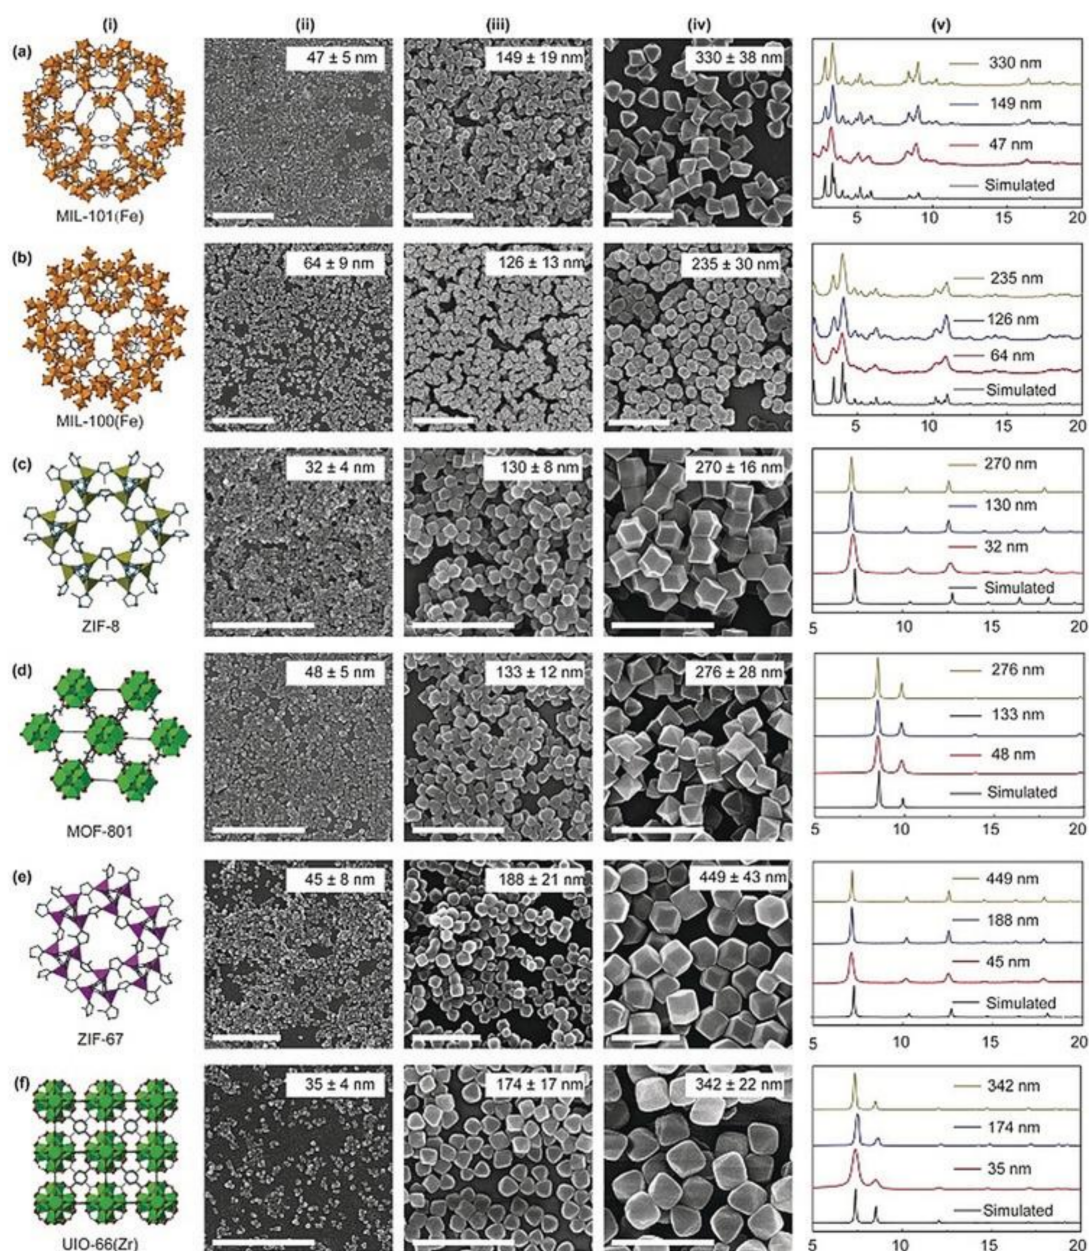 (i) (ii) (iii) (iv) (v)
(a) 47 ± 5 nm 149 ± 19 nm 330 ± 38 nm
330 nm
149 nm
47 nm
Simulated
MIL-101(Fe)
5 10 15 20
(b) 64 ± 9 nm 126 ± 13 nm 235 ± 30 nm
235 nm
126 nm
64 nm
Simulated
MIL-100(Fe)
5 10 15 20
(c) 32 ± 4 nm 130 ± 8 nm 270 ± 16 nm
270 nm
130 nm
32 nm
Simulated
ZIF-8
5 10 15 20
(d) 48 ± 5 nm 133 ± 12 nm 276 ± 28 nm
276 nm
133 nm
48 nm
Simulated
MOF-801
5 10 15 20
(e) 45 ± 8 nm 188 ± 21 nm 449 ± 43 nm
449 nm
188 nm
45 nm
Simulated
ZIF-67
5 10 15 20
(f) 35 ± 4 nm 174 ± 17 nm 342 ± 22 nm
342 nm
174 nm
35 nm
Simulated
UIO-66(Zr)
5 10 15 20